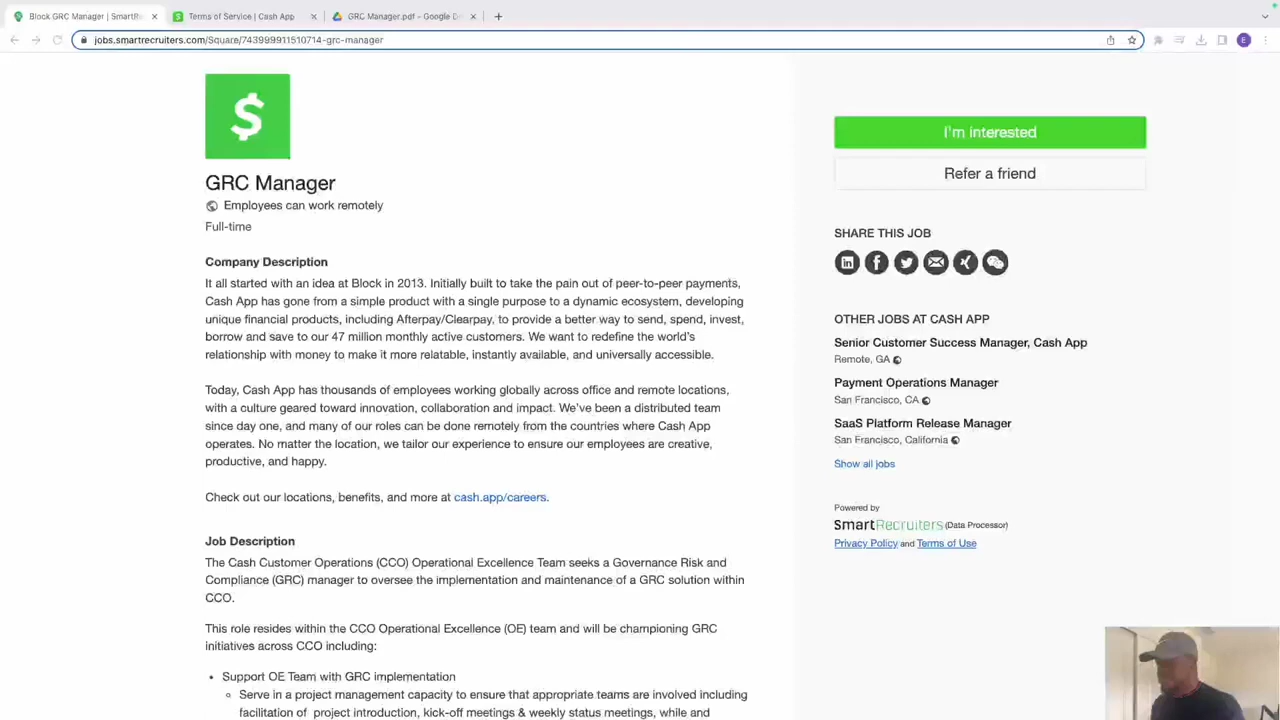 Block GRC Manager | SmartRe
Terms of Service | Cash App
GRC Manager.pdf - Google D
jobs.smartrecruiters.com/Square/743999911510714-grc-manager
E
$
GRC Manager
Employees can work remotely
Full-time
Company Description
It all started with an idea at Block in 2013. Initially built to take the pain out of peer-to-peer payments,
Cash App has gone from a simple product with a single purpose to a dynamic ecosystem, developing
unique financial products, including Afterpay/Clearpay, to provide a better way to send, spend, invest,
borrow and save to our 47 million monthly active customers. We want to redefine the world's
relationship with money to make it more relatable, instantly available, and universally accessible.
Today, Cash App has thousands of employees working globally across office and remote locations,
with a culture geared toward innovation, collaboration and impact. We've been a distributed team
since day one, and many of our roles can be done remotely from the countries where Cash App
operates. No matter the location, we tailor our experience to ensure our employees are creative,
productive, and happy.
Check out our locations, benefits, and more at cash.app/careers.
Job Description
The Cash Customer Operations (CCO) Operational Excellence Team seeks a Governance Risk and
Compliance (GRC) manager to oversee the implementation and maintenance of a GRC solution within
CCO.
This role resides within the CCO Operational Excellence (OE) team and will be championing GRC
initiatives across CCO including:
Support OE Team with GRC implementation
Serve in a project management capacity to ensure that appropriate teams are involved including
facilitation of project introduction, kick-off meetings & weekly status meetings, while and
I'm interested
Refer a friend
SHARE THIS JOB
OTHER JOBS AT CASH APP
Senior Customer Success Manager, Cash App
Remote, GA
Payment Operations Manager
San Francisco, CA
SaaS Platform Release Manager
San Francisco, California
Show all jobs
Powered by
SmartRecruiters (Data Processor)
Privacy Policy and Terms of Use